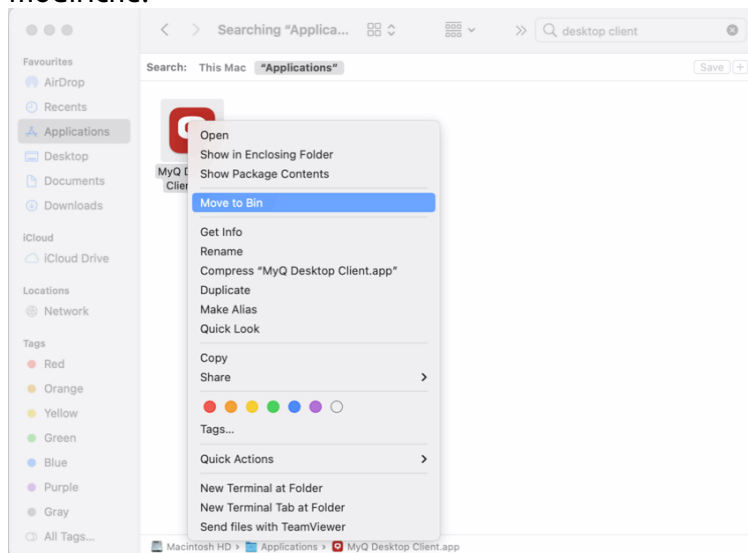 Searching "Applica...
desktop client
Favourites
AirDrop
Recents
Applications
Desktop
Documents
Downloads
iCloud
iCloud Drive
Locations
Network
Tags
Red
Orange
Yellow
Green
Blue
Purple
Gray
All Tags...
Search: This Mac "Applications"
Save
MyQ
Open
Show in Enclosing Folder
Show Package Contents
Move to Bin
Get Info
Rename
Compress "MyQ Desktop Client.app"
Duplicate
Make Alias
Quick Look
Copy
Share
Tags...
Quick Actions
New Terminal at Folder
New Terminal Tab at Folder
Send files with TeamViewer
Macintosh HD › Applications › MyQ Desktop Client.app